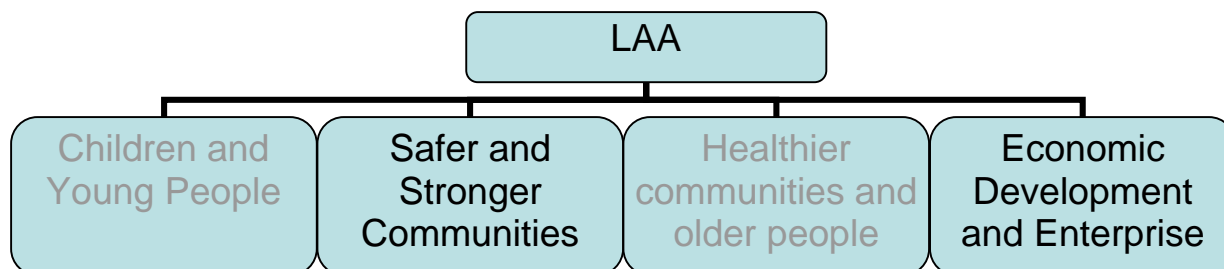 LAA
Children and
Young People
Safer and
Stronger
Communities
Healthier
communities and
older people
Economic
Development
and Enterprise